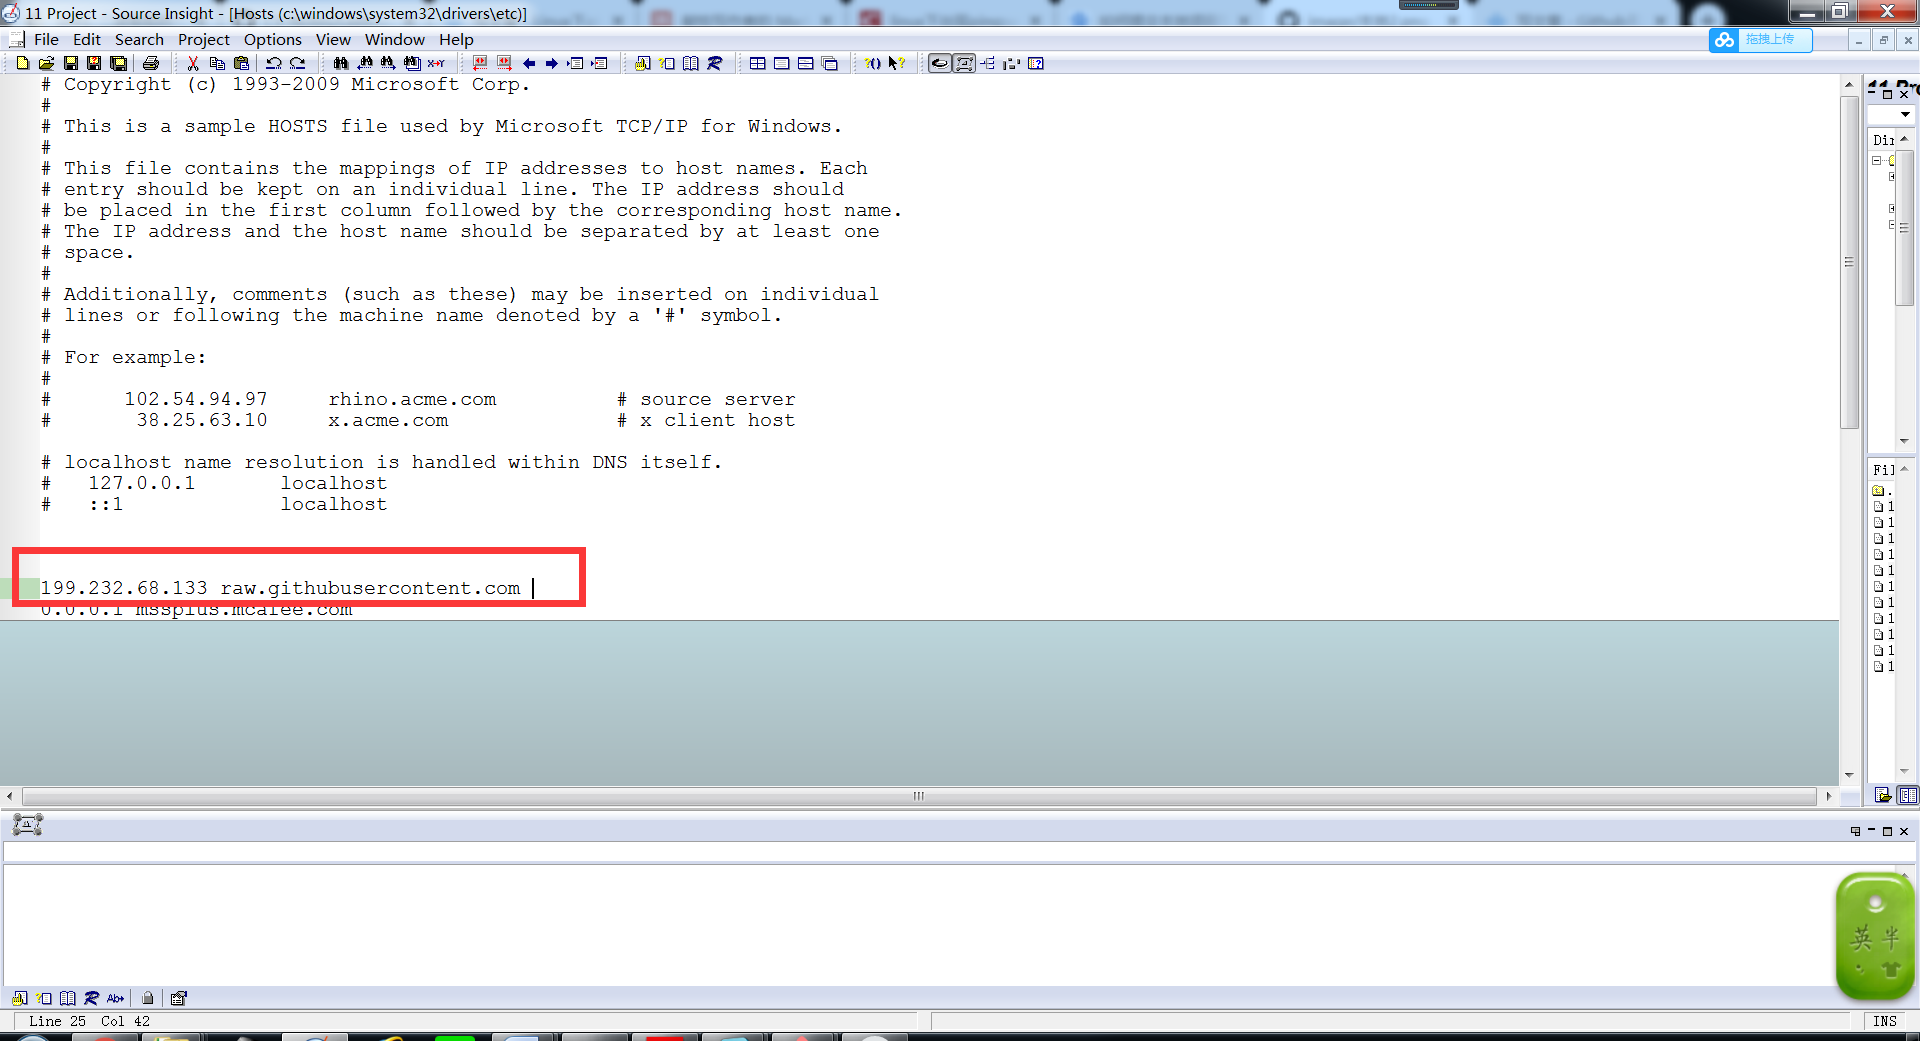 11 Project - Source Insight - [Hosts (c:\windows\system32\drivers\etc)]
File Edit Search Project Options View Window Help
拖拽上传
# Copyright (c) 1993-2009 Microsoft Corp.
#
# This is a sample HOSTS file used by Microsoft TCP/IP for Windows.
#
# This file contains the mappings of IP addresses to host names. Each
# entry should be kept on an individual line. The IP address should
# be placed in the first column followed by the corresponding host name.
# The IP address and the host name should be separated by at least one
# space.
#
# Additionally, comments (such as these) may be inserted on individual
# lines or following the machine name denoted by a '#' symbol.
#
# For example:
#
#      102.54.94.97     rhino.acme.com          # source server
#       38.25.63.10     x.acme.com              # x client host
# localhost name resolution is handled within DNS itself.
#   127.0.0.1       localhost
#   ::1             localhost
199.232.68.133 raw.githubusercontent.com
0.0.0.1 mssplus.mcafee.com
Dir
Fil
英 半
Line 25 Col 42
INS